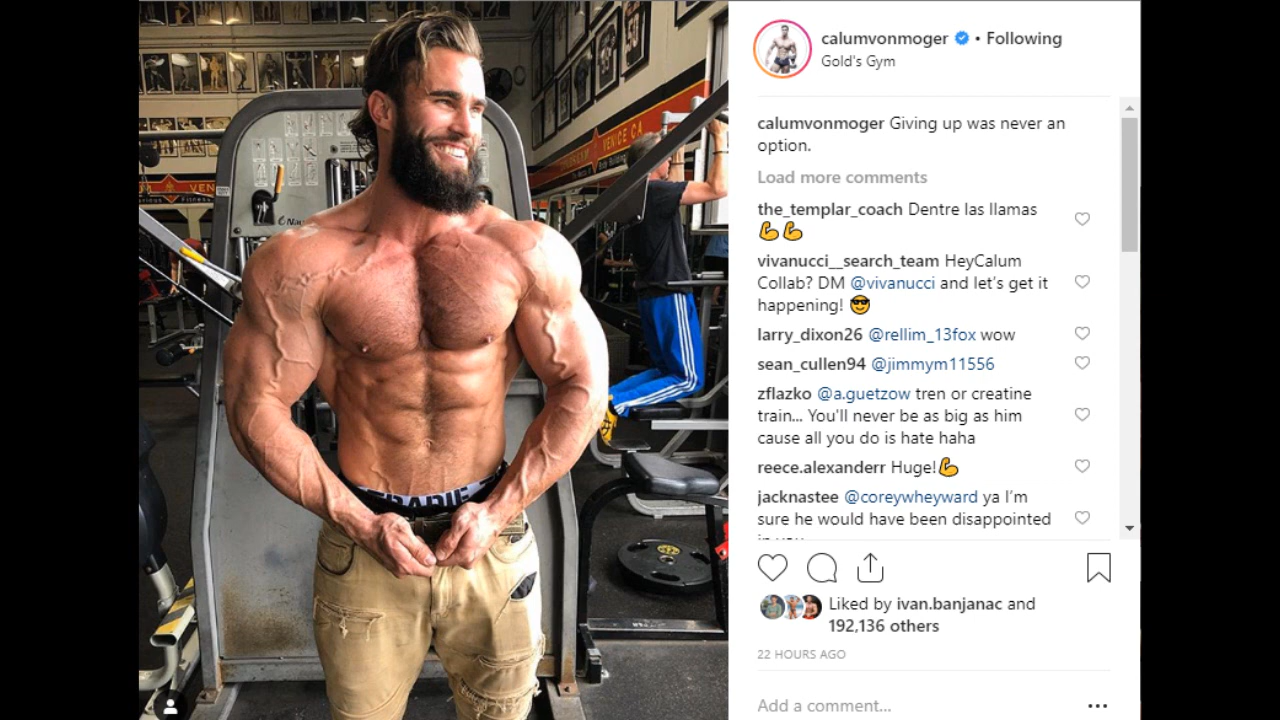 calumvonmoger • Following
Gold's Gym
calumvonmoger Giving up was never an
option.
Load more comments
the_templar_coach Dentre las llamas
💪💪
vivanucci__search_team HeyCalum
Collab? DM @vivanucci and let's get it
happening! 😎
larry_dixon26 @rellim_13fox wow
sean_cullen94 @jimmym11556
zflazko @a.guetzow tren or creatine
train... You'll never be as big as him
cause all you do is hate haha
reece.alexanderr Huge!💪
jacknastee @coreywheyward ya I'm
sure he would have been disappointed
Liked by ivan.banjanac and
192,136 others
22 HOURS AGO
Add a comment...
VENICE CA
VEN